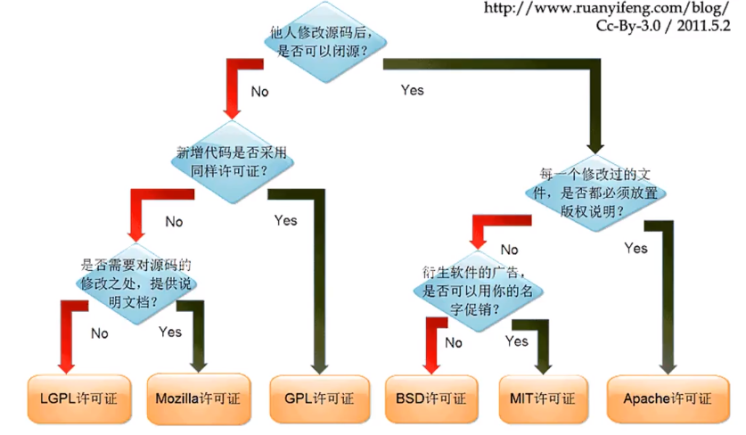 http://www.ruanyifeng.com/blog/
Cc-By-3.0 / 2011.5.2
他人修改源码后，
是否可以闭源？
No
Yes
新增代码是否采用
同样许可证？
每一个修改过的文
件，是否都必须放置
版权说明？
No
Yes
No
Yes
是否需要对源码的
修改之处，提供说
明文档？
衍生软件的广告，
是否可以用你的名
字促销？
No
Yes
No
Yes
LGPL许可证
Mozilla许可证
GPL许可证
BSD许可证
MIT许可证
Apache许可证